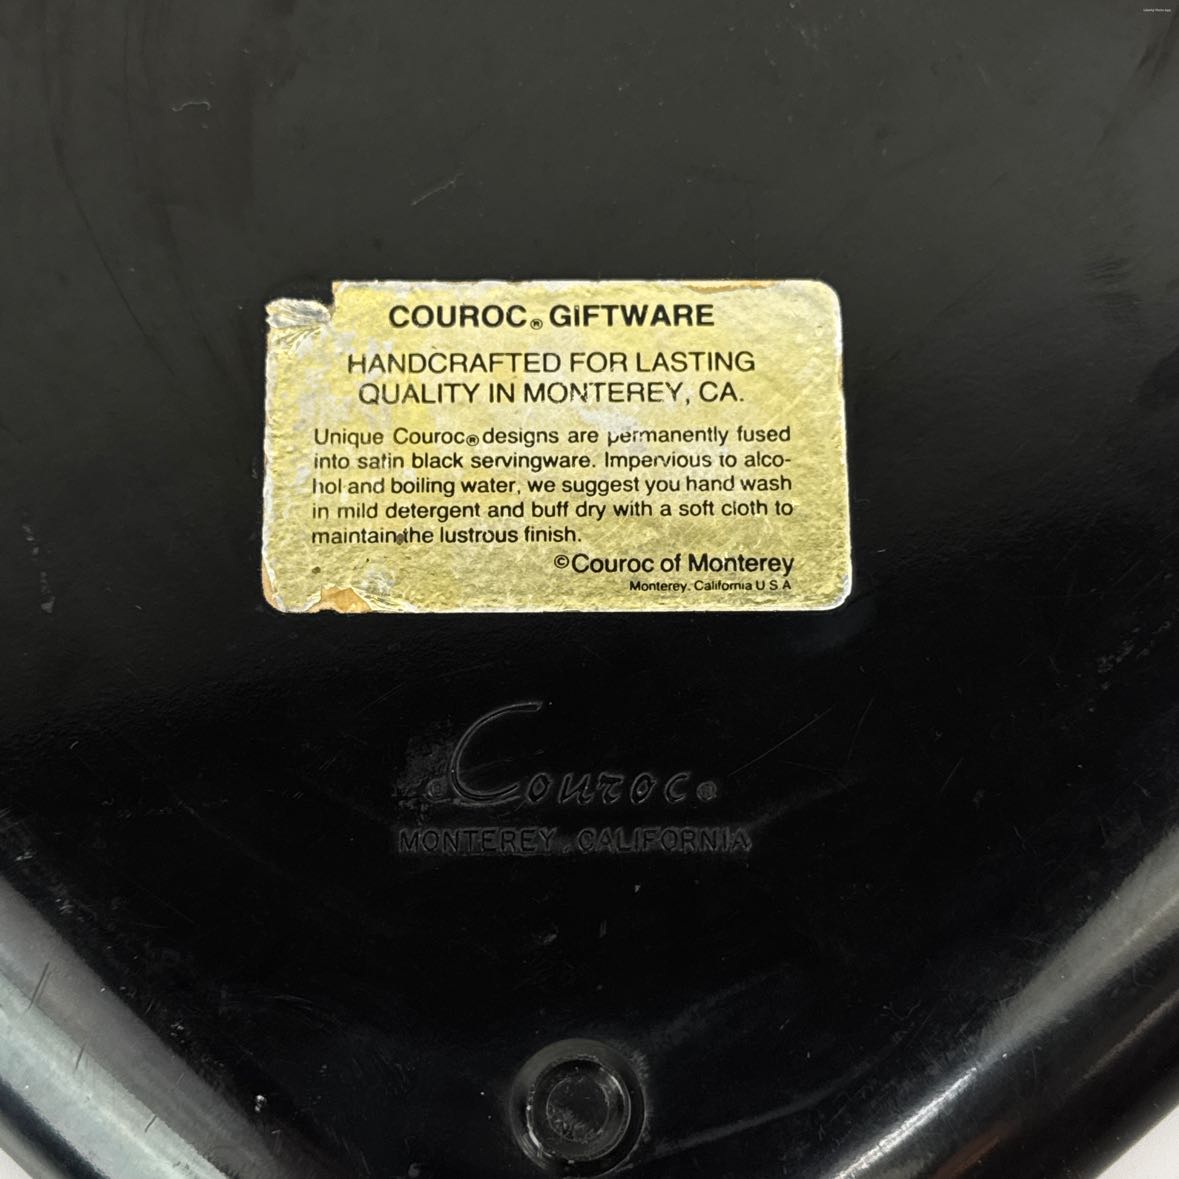 COUROC® GIFTWARE
HANDCRAFTED FOR LASTING
QUALITY IN MONTEREY, CA.
Unique Couroc® designs are permanently fused
into satin black servingware. Impervious to alco-
hol and boiling water, we suggest you hand wash
in mild detergent and buff dry with a soft cloth to
maintain the lustrous finish.
©Couroc of Monterey
Monterey, California U S A
Couroc®
MONTEREY, CALIFORNIA